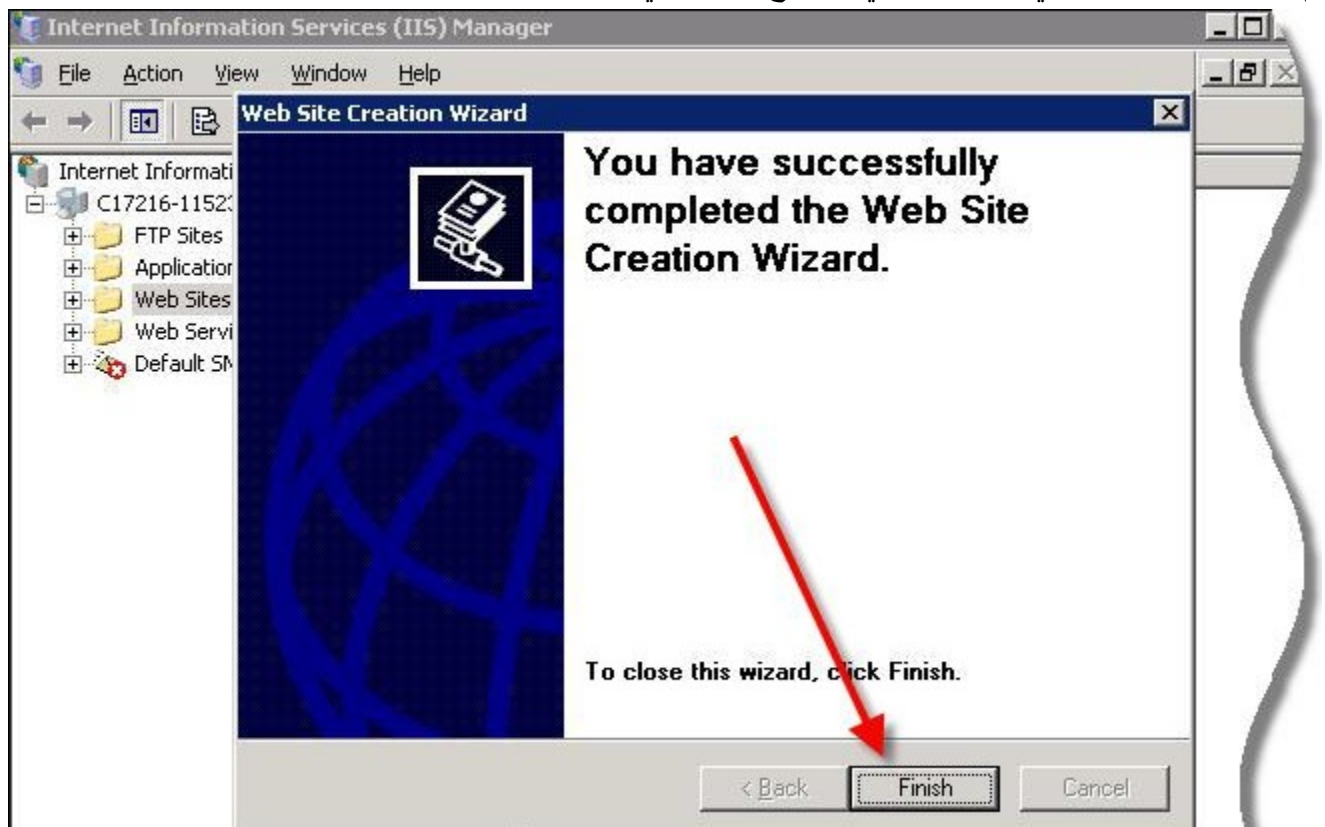 Internet Information Services (IIS) Manager
File Action View Window Help
Web Site Creation Wizard
Internet Informati
C17216-1152
FTP Sites
Application
Web Sites
Web Servi
Default SM
You have successfully
completed the Web Site
Creation Wizard.
To close this wizard, click Finish.
< Back Finish Cancel